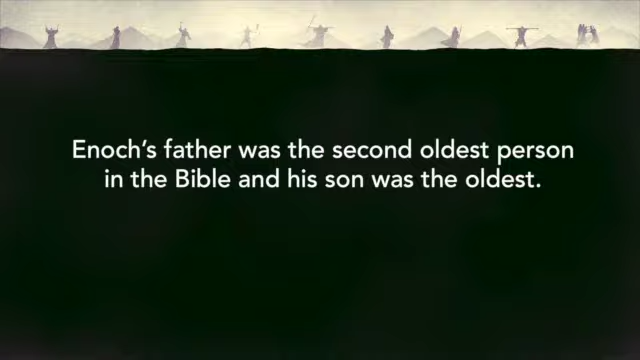 Enoch‘s father was the second oldest person
in the Bible and his son was the oldest.